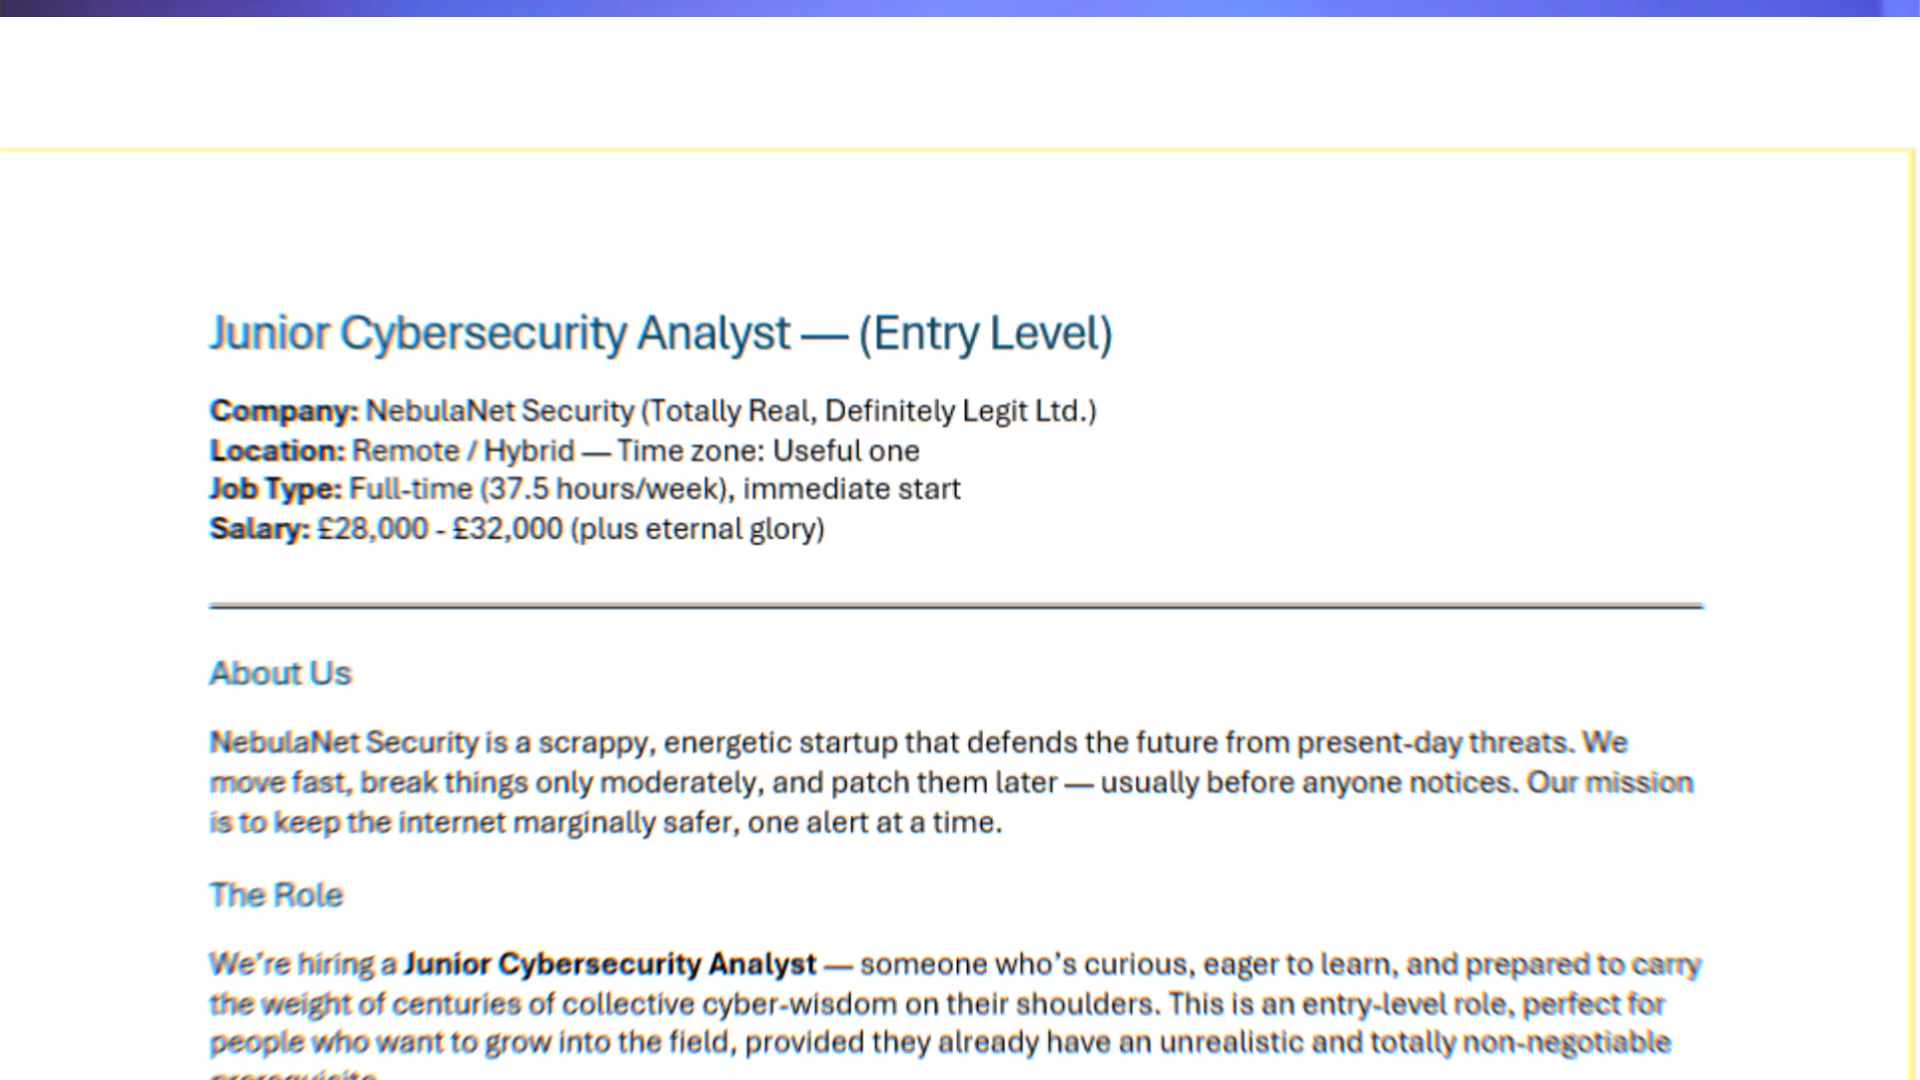 Junior Cybersecurity Analyst — (Entry Level)
Company: NebulaNet Security (Totally Real, Definitely Legit Ltd.)
Location: Remote / Hybrid — Time zone: Useful one
Job Type: Full-time (37.5 hours/week), immediate start
Salary: £28,000 - £32,000 (plus eternal glory)
About Us
NebulaNet Security is a scrappy, energetic startup that defends the future from present-day threats. We
move fast, break things only moderately, and patch them later — usually before anyone notices. Our mission
is to keep the internet marginally safer, one alert at a time.
The Role
We’re hiring a Junior Cybersecurity Analyst — someone who’s curious, eager to learn, and prepared to carry
the weight of centuries of collective cyber-wisdom on their shoulders. This is an entry-level role, perfect for
people who want to grow into the field, provided they already have an unrealistic and totally non-negotiable